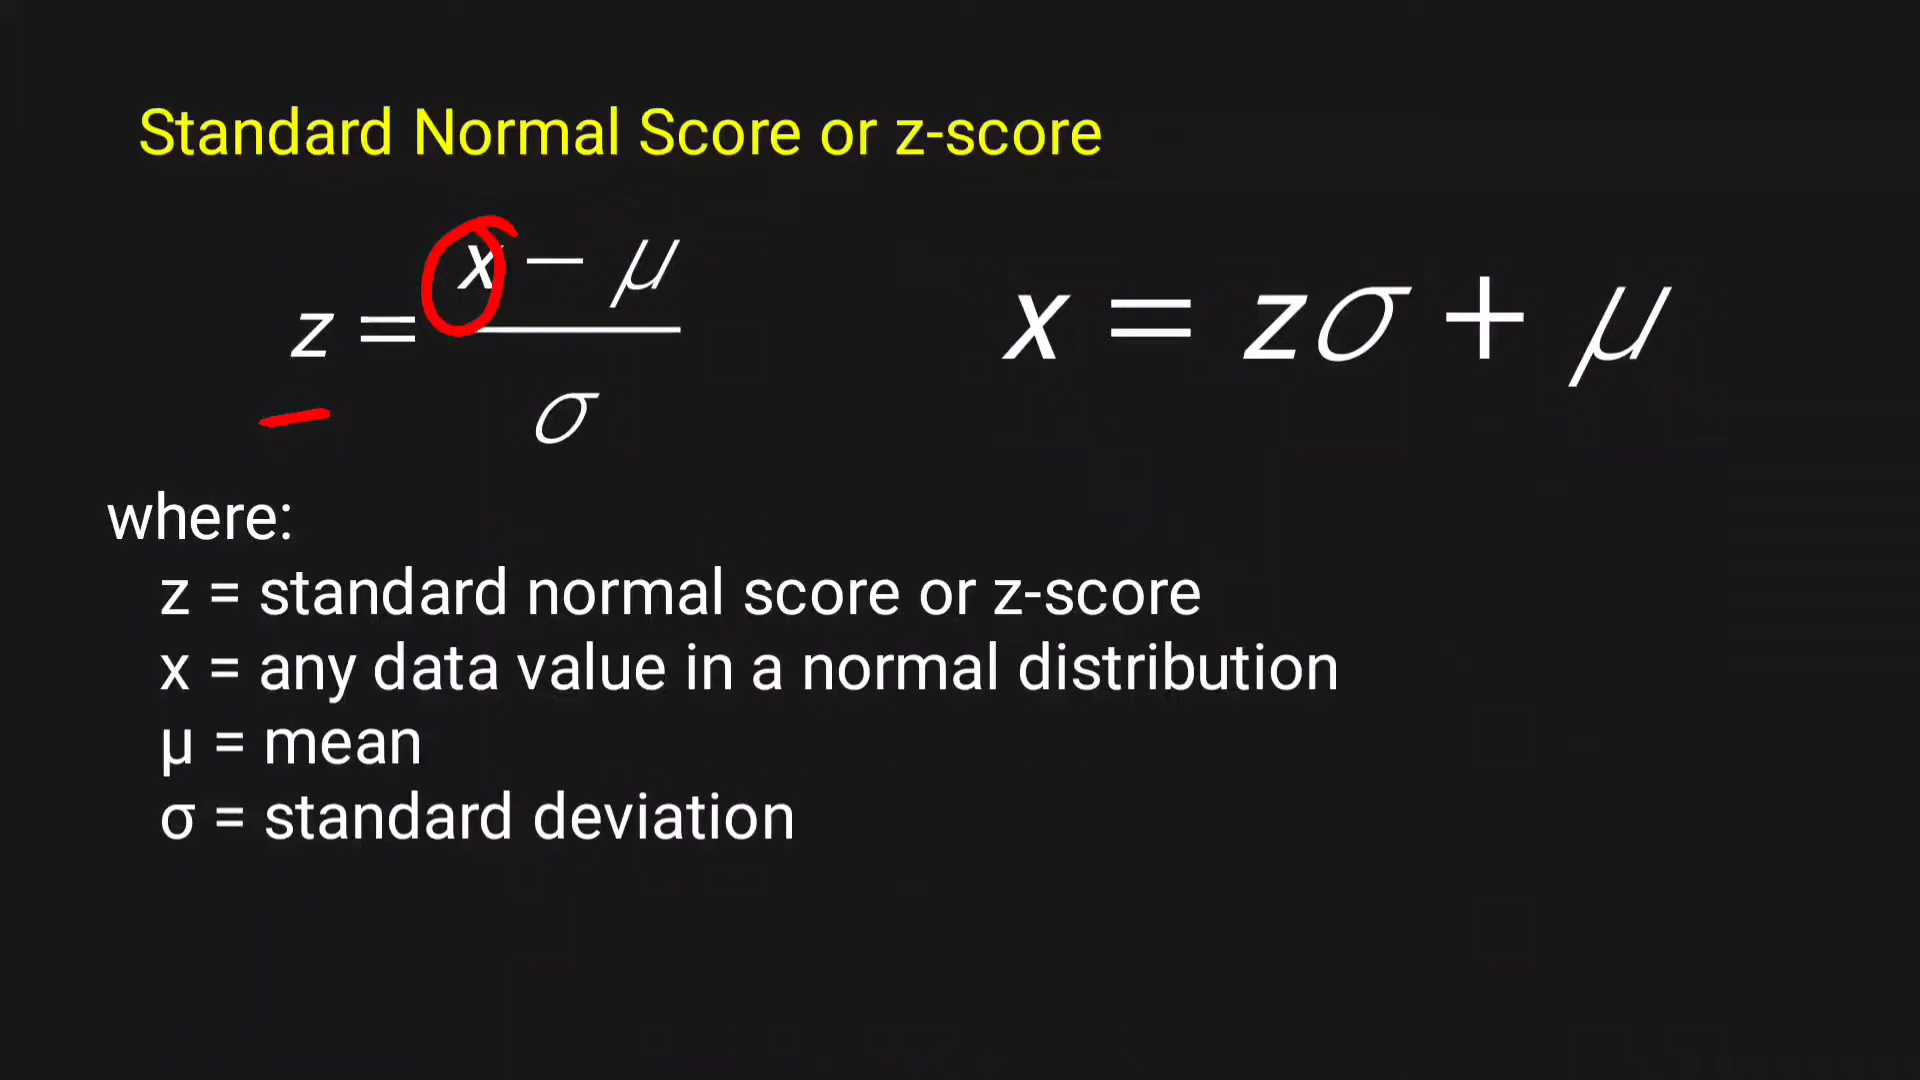 Standard Normal Score or z-score
z = x − μ / σ
x = zσ + μ
where:
z = standard normal score or z-score
x = any data value in a normal distribution
μ = mean
σ = standard deviation